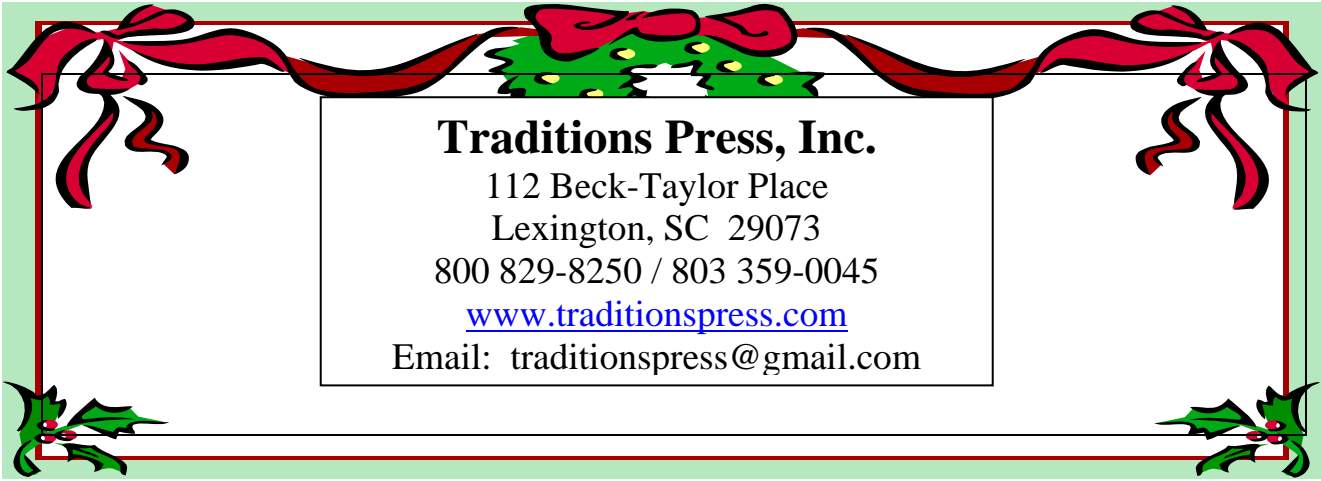 Traditions Press, Inc.
112 Beck-Taylor Place
Lexington, SC  29073
800 829-8250 / 803 359-0045
www.traditionspress.com
Email:  traditionspress@gmail.com